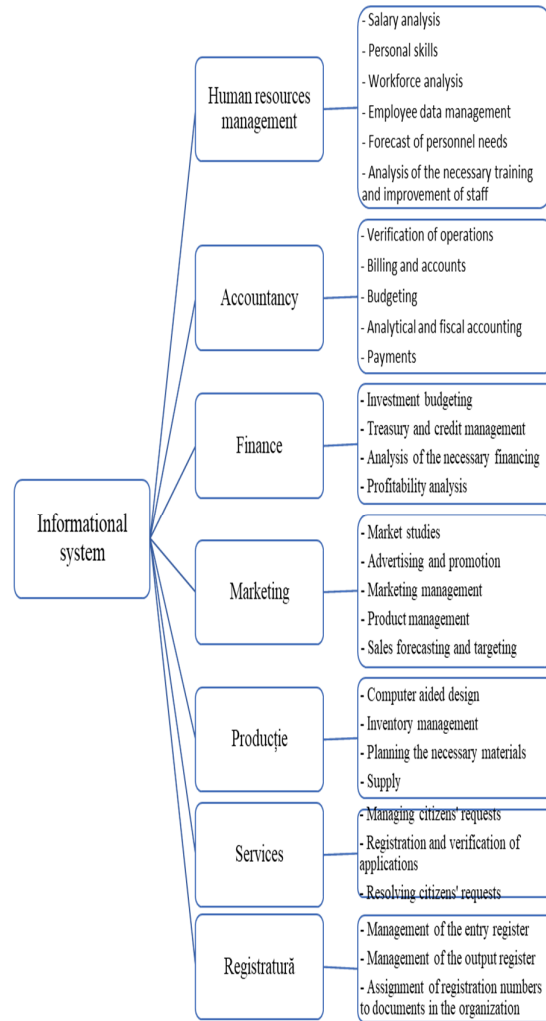 Informational
system
Human resources
management
- Salary analysis
- Personal skills
- Workforce analysis
- Employee data management
- Forecast of personnel needs
- Analysis of the necessary training
and improvement of staff
Accountancy
- Verification of operations
- Billing and accounts
- Budgeting
- Analytical and fiscal accounting
- Payments
Finance
- Investment budgeting
- Treasury and credit management
- Analysis of the necessary financing
- Profitability analysis
Marketing
- Market studies
- Advertising and promotion
- Marketing management
- Product management
- Sales forecasting and targeting
Producție
- Computer aided design
- Inventory management
- Planning the necessary materials
- Supply
Services
- Managing citizens' requests
- Registration and verification of
applications
- Resolving citizens' requests
Registratură
- Management of the entry register
- Management of the output register
- Assignment of registration numbers
to documents in the organization